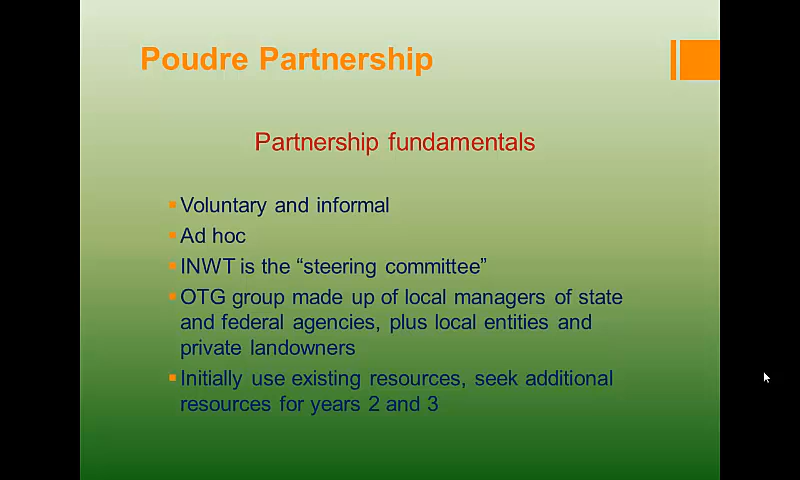 Poudre Partnership
Partnership fundamentals
Voluntary and informal
Ad hoc
INWT is the “steering committee”
OTG group made up of local managers of state
and federal agencies, plus local entities and
private landowners
Initially use existing resources, seek additional
resources for years 2 and 3